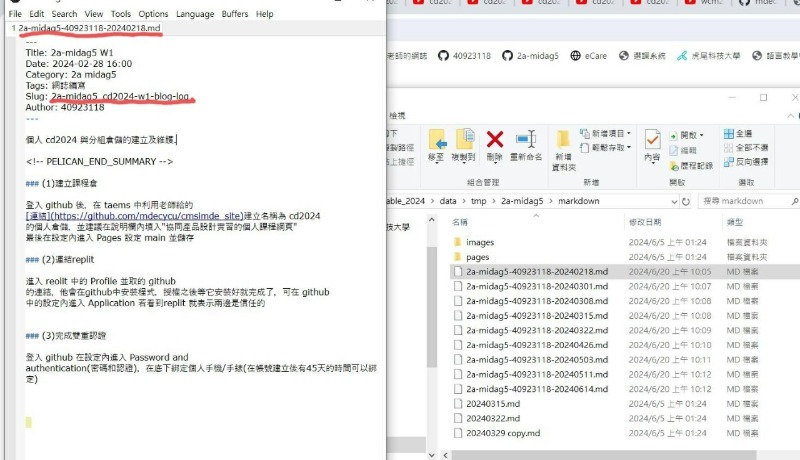 File Edit Search View Tools Options Language Buffers Help
1 2a-midag5-40923118-20240218.md
---
Title: 2a-midag5 W1
Date: 2024-02-28 16:00
Category: 2a midag5
Tags: 網誌編寫
Slug: 2a-midag5_cd2024-w1-blog-log
Author: 40923118
---
個人 cd2024 與分組倉儲的建立及維護.
<!-- PELICAN_END_SUMMARY -->
### (1)建立課程倉
登入 github 後, 在 taems 中利用老師給的
[連結](https://github.com/mdecycu/cmslmde_site)建立名稱為 cd2024
的個人倉儲, 並建議在說明欄內填入"協同產品設計實習的個人課程網頁"
最後在設定內進入 Pages 設定 main 並儲存
### (2)連結replit
進入 reolit 中的 Profile 並取的 github
的連結, 他會在github中安裝程式, 授權之後等它安裝好就完成了, 可在 github
中的設定內進入 Application 若看到replit 就表示兩邊是信任的
### (3)完成雙重認證
登入 github 在設定內進入 Password and
authentication(密碼和認證), 在底下綁定個人手機/手錶(在帳號建立後有45天的時間可以綁
定)
老師的網誌 40923118 2a-midag5 eCare 選課系統 虎尾科技大學 語言教學
檢視
移至 複製到 刪除 重新命名 新增資料夾 新增項目 輕鬆存取 內容 開啟 編輯 歷程記錄 全選 全部不選 反向選擇
組合管理 新增 開啟 選取
able_2024 > data > tmp > 2a-midag5 > markdown 搜尋 markdown
名稱 修改日期 類型
images 2024/6/5 上午 01:24 檔案資料夾
pages 2024/6/5 上午 01:24 檔案資料夾
2a-midag5-40923118-20240218.md 2024/6/20 上午 10:05 MD 檔案
2a-midag5-40923118-20240301.md 2024/6/20 上午 10:07 MD 檔案
2a-midag5-40923118-20240308.md 2024/6/20 上午 10:08 MD 檔案
2a-midag5-40923118-20240315.md 2024/6/20 上午 10:08 MD 檔案
2a-midag5-40923118-20240322.md 2024/6/20 上午 10:09 MD 檔案
2a-midag5-40923118-20240426.md 2024/6/20 上午 10:10 MD 檔案
2a-midag5-40923118-20240503.md 2024/6/20 上午 10:11 MD 檔案
2a-midag5-40923118-20240511.md 2024/6/20 上午 10:12 MD 檔案
2a-midag5-40923118-20240614.md 2024/6/20 上午 10:12 MD 檔案
20240315.md 2024/6/5 上午 01:24 MD 檔案
20240322.md 2024/6/5 上午 01:24 MD 檔案
20240329 copy.md 2024/6/5 上午 01:24 MD 檔案